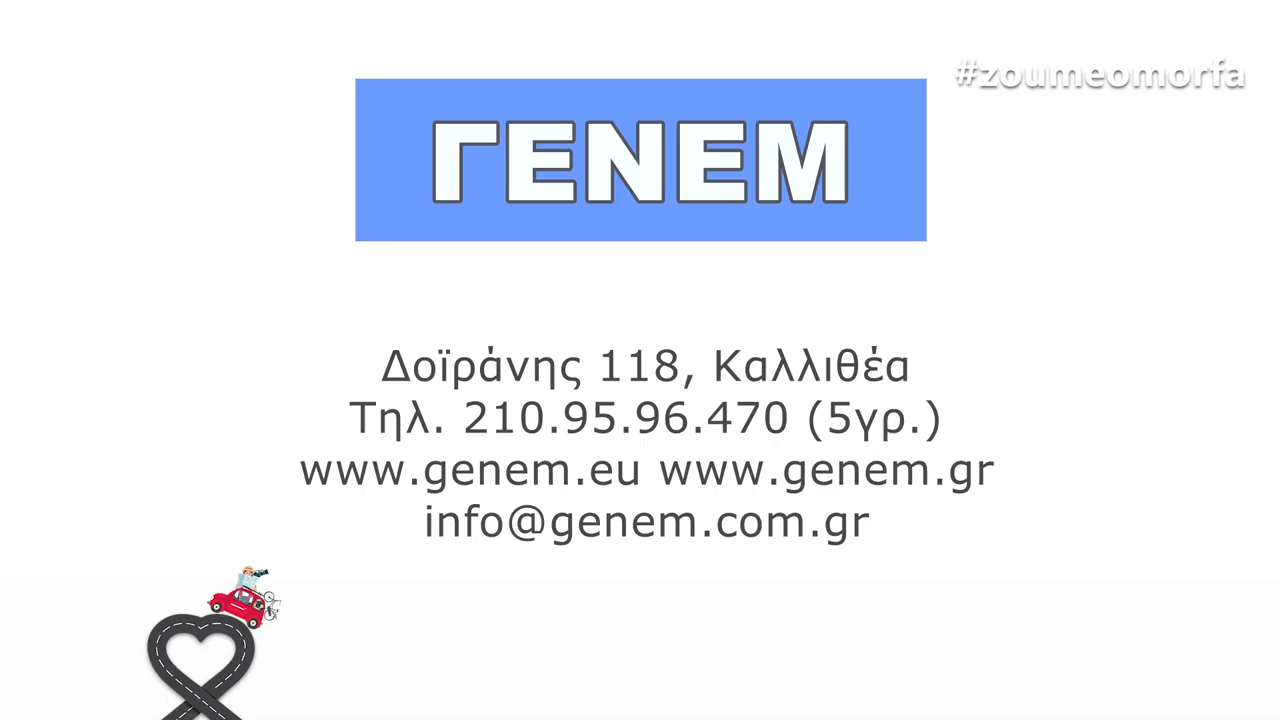 #zoumeomorfa
ΓΕΝΕΜ
Δοϊράνης 118, Καλλιθέα
Τηλ. 210.95.96.470 (5γρ.)
www.genem.eu www.genem.gr
info@genem.com.gr